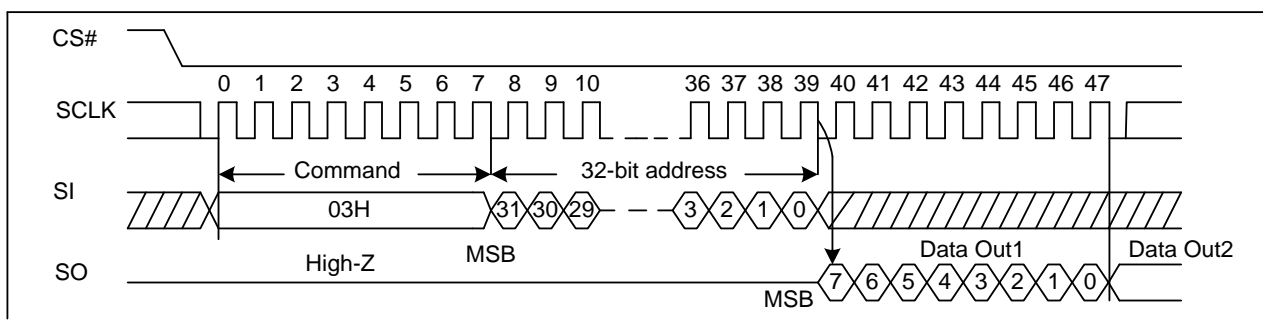 CS#
0 1 2 3 4 5 6 7 8 9 10 36 37 38 39 40 41 42 43 44 45 46 47
SCLK
Command 32-bit address
SI
03H 31 30 29 3 2 1 0
High-Z MSB Data Out1 Data Out2
SO
MSB 7 6 5 4 3 2 1 0